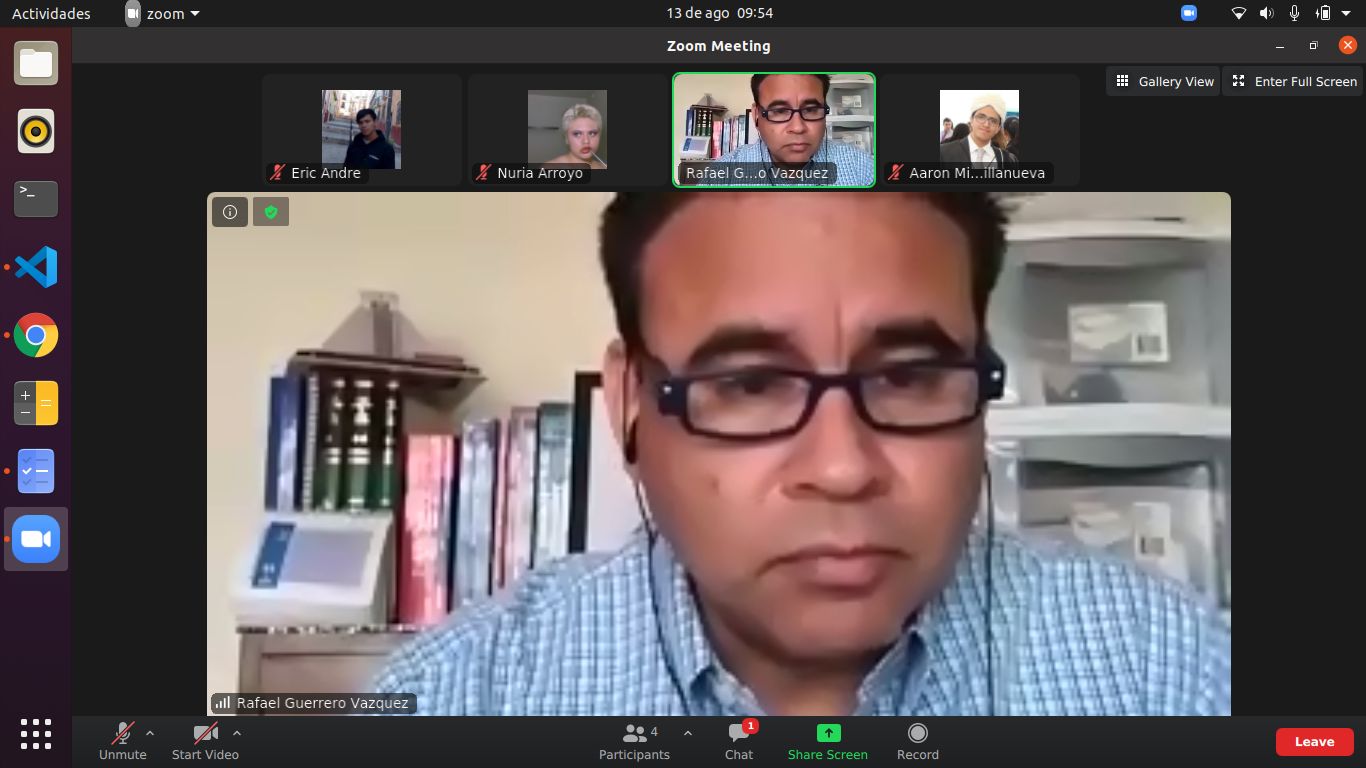 Actividades
zoom
13 de ago 09:54
Zoom Meeting
Gallery View
Enter Full Screen
Eric Andre
Nuria Arroyo
Rafael G...o Vazquez
Aaron Mi...illanueva
Rafael Guerrero Vazquez
Unmute
Start Video
4
Participants
1
Chat
Share Screen
Record
Leave